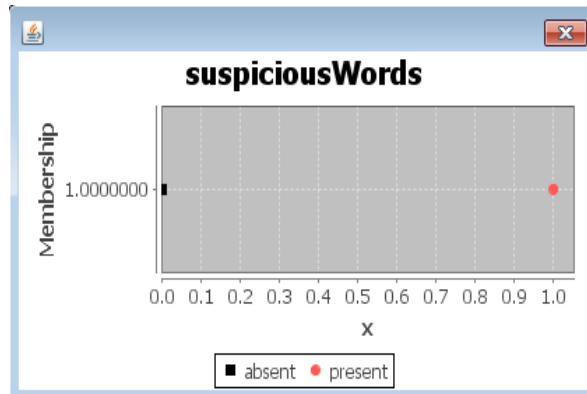 suspiciousWords
Membership
1.0000000
0.0 0.1 0.2 0.3 0.4 0.5 0.6 0.7 0.8 0.9 1.0
x
absent present